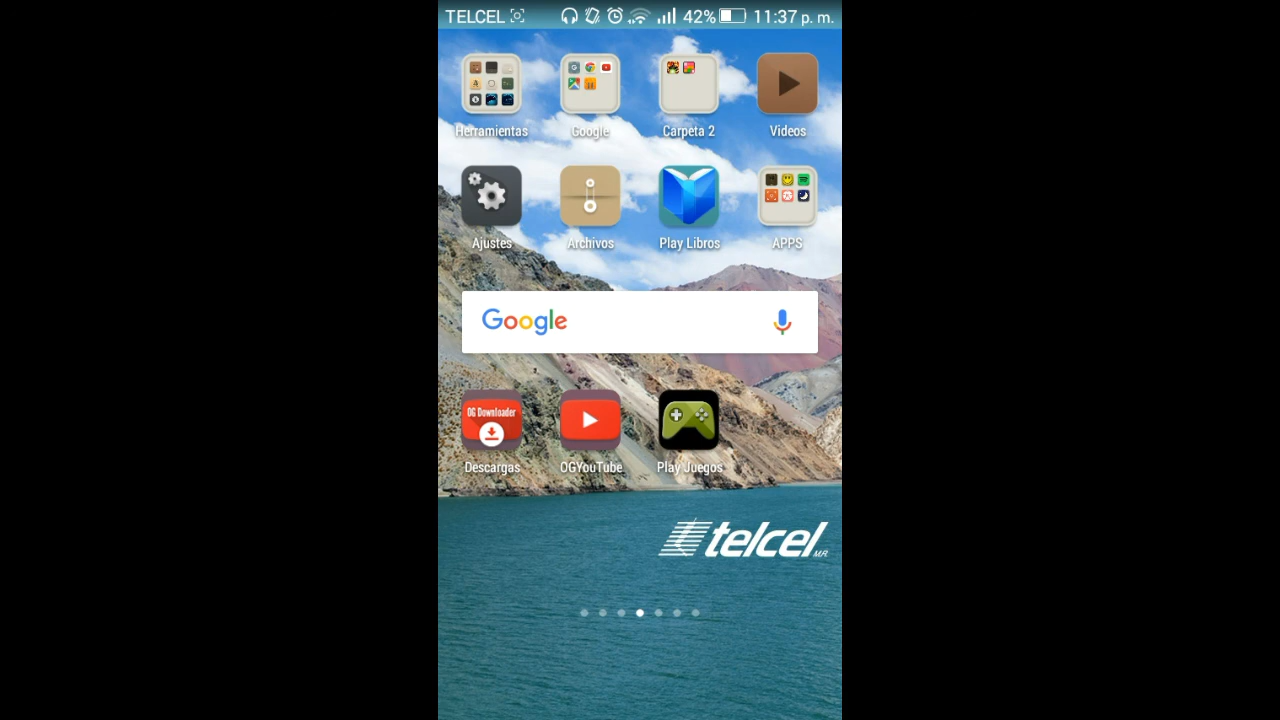 TELCEL 42% 11:37 p. m.
Herramientas Google Carpeta 2 Videos
Ajustes Archivos Play Libros APPS
Google
OG Downloader
Descargas OGYouTube Play Juegos
telcel M.R.